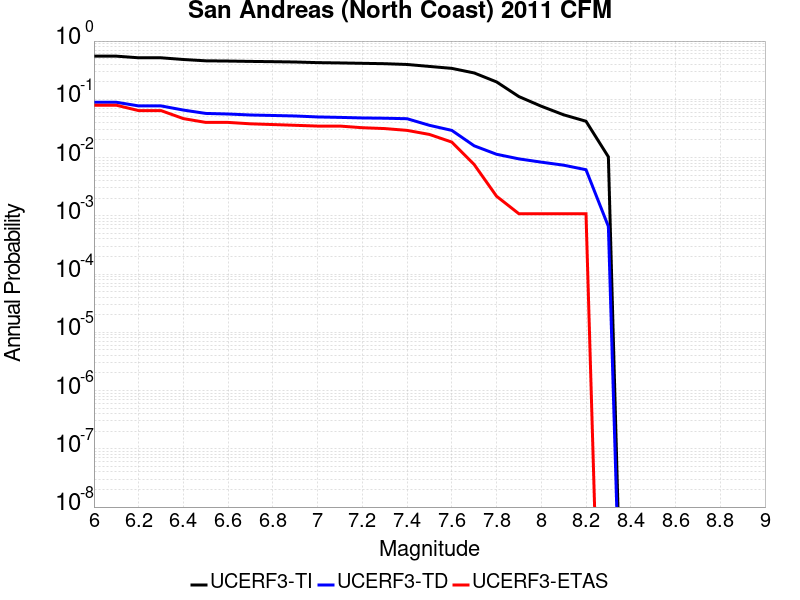 San Andreas (North Coast) 2011 CFM
10^0
10^-1
10^-2
10^-3
10^-4
10^-5
10^-6
10^-7
10^-8
Annual Probability
6 6.2 6.4 6.6 6.8 7 7.2 7.4 7.6 7.8 8 8.2 8.4 8.6 8.8 9
Magnitude
UCERF3-TI UCERF3-TD UCERF3-ETAS